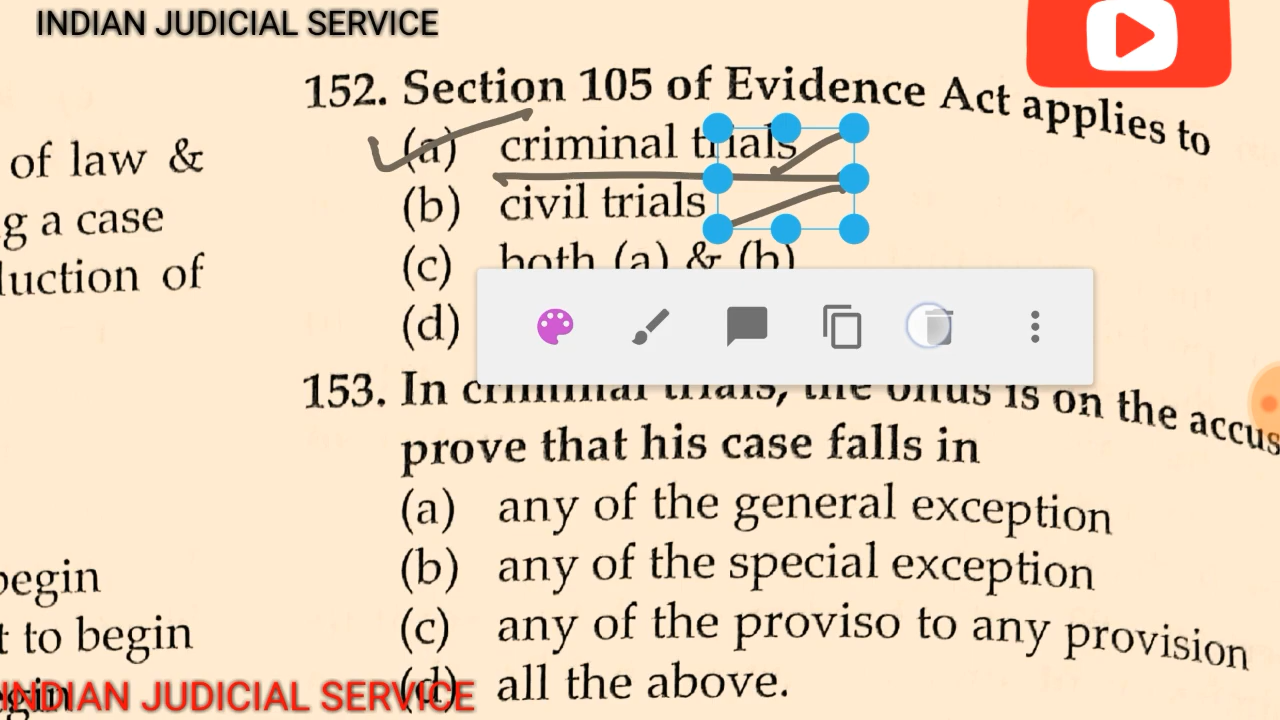 INDIAN JUDICIAL SERVICE
152. Section 105 of Evidence Act applies to
of law &
(a) criminal trials
g a case
(b) civil trials
luction of
(c) both (a) & (b)
(d)
153. In criminal trials, the onus is on the accus
prove that his case falls in
(a) any of the general exception
begin
(b) any of the special exception
t to begin
(c) any of the proviso to any provision
egin
(d) all the above.
INDIAN JUDICIAL SERVICE